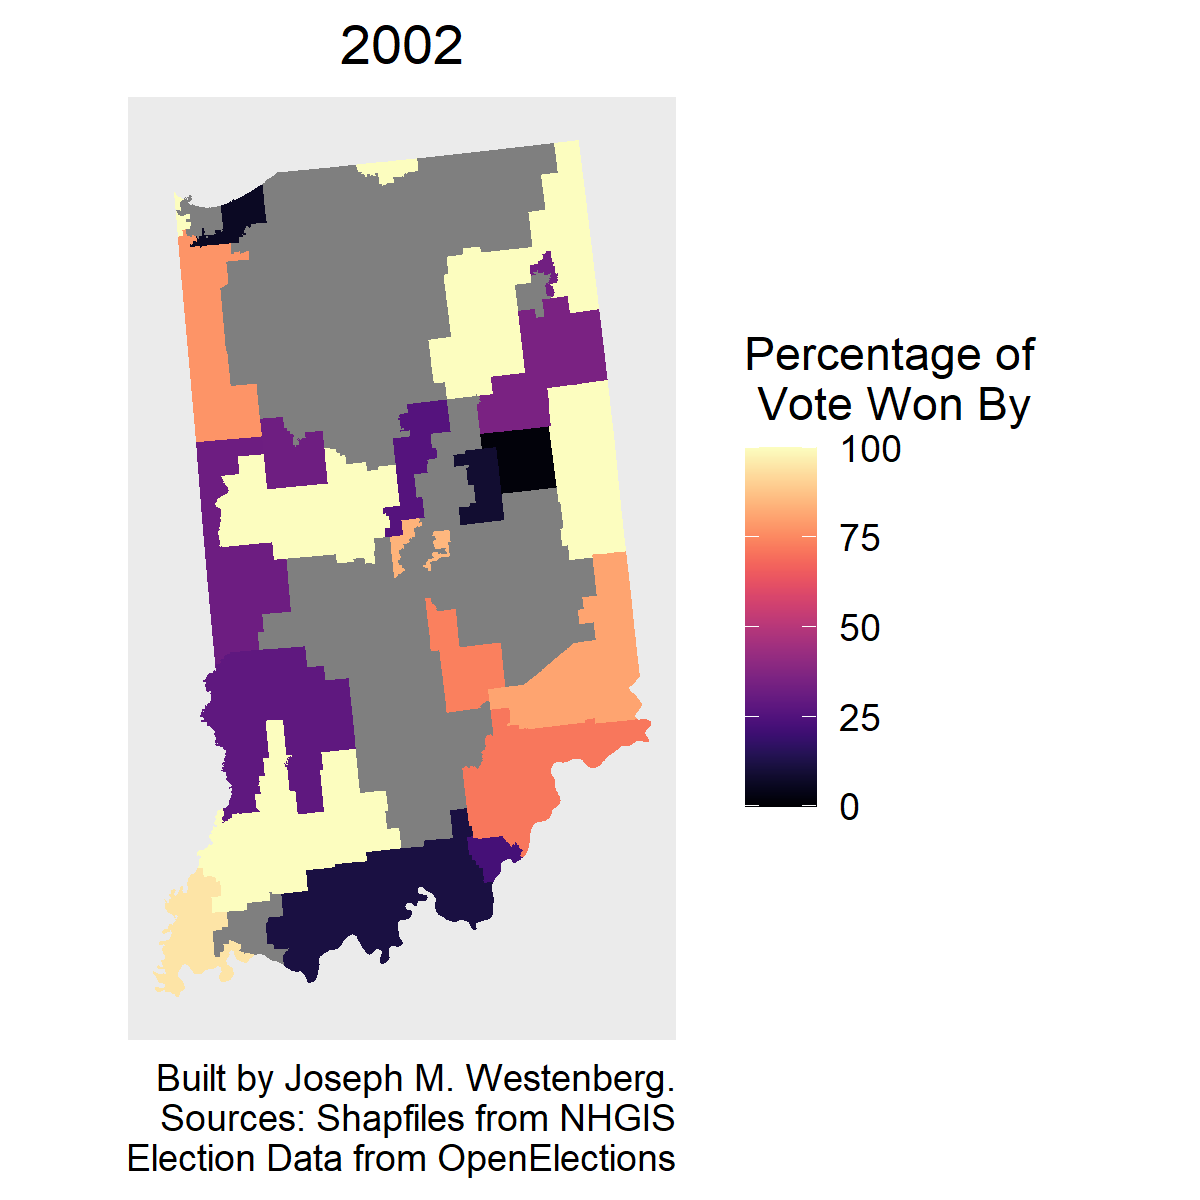 2002
Percentage of
Vote Won By
100
75
50
25
0
Built by Joseph M. Westenberg.
Sources: Shapfiles from NHGIS
Election Data from OpenElections